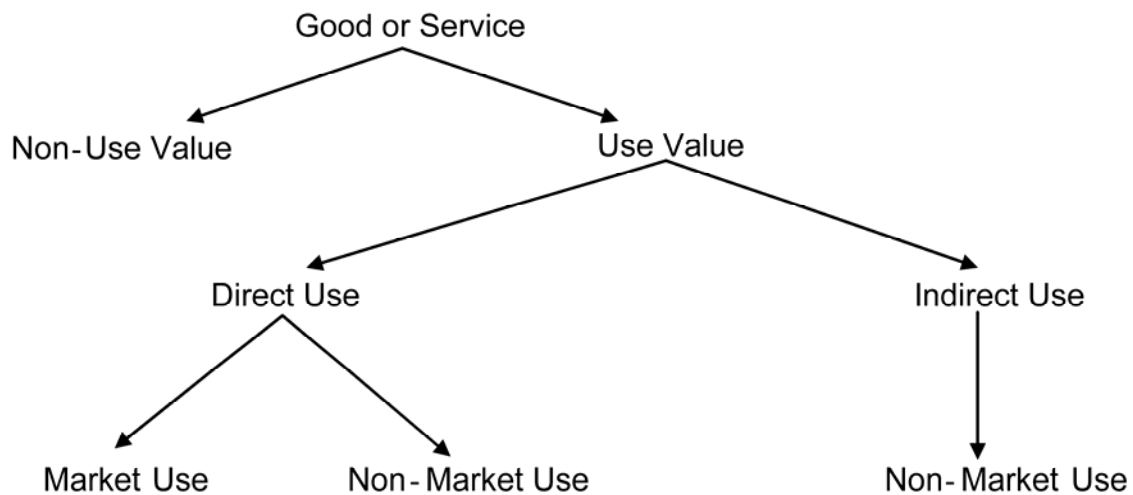 Good or Service
Non-Use Value
Use Value
Direct Use
Indirect Use
Market Use
Non-Market Use
Non-Market Use